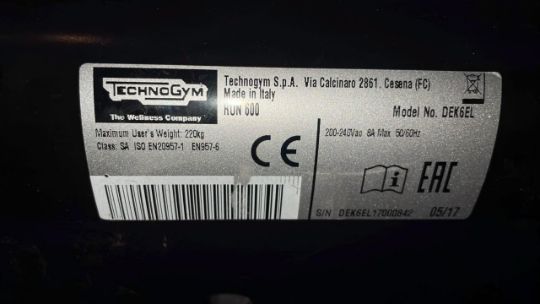 TECHNOGYM
The Wellness Company
Technogym S.p.A. Via Calcinaro 2861, Cesena (FC)
Made in Italy
RUN 600
Model No. DEK6EL
Maximum User's Weight: 220kg
Class: SA ISO EN20957-1 EN957-6
200-240Vac 8A Max 50/60Hz
CE
EAC
S/N DEK6EL17000842 05/17